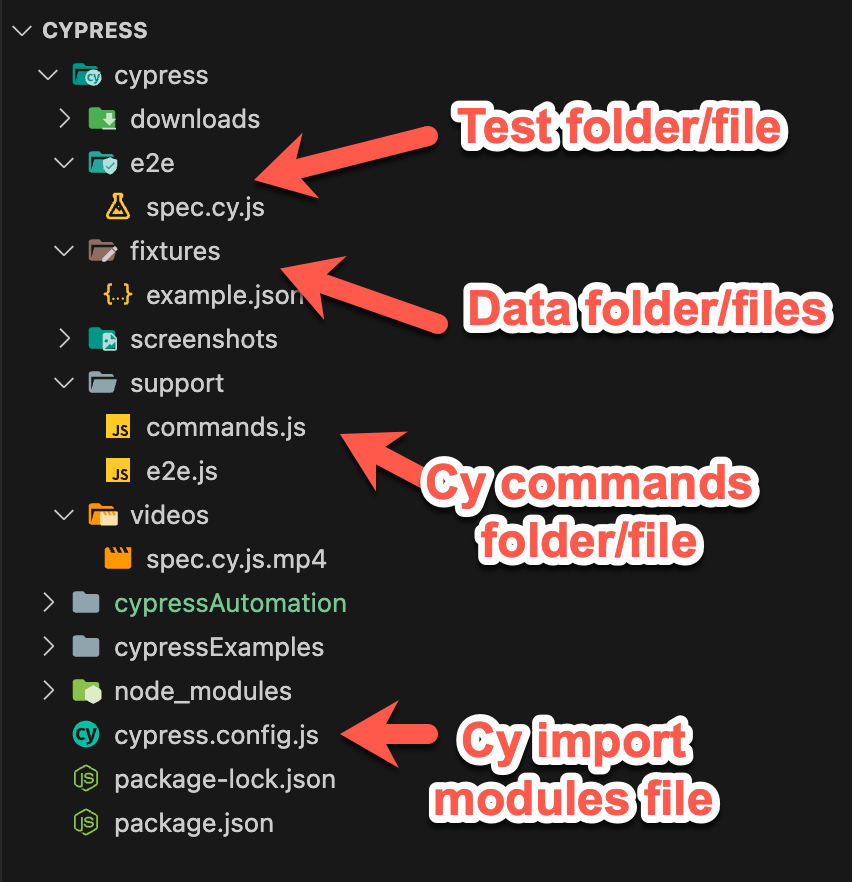 CYPRESS
cypress
downloads
Test folder/file
e2e
spec.cy.js
fixtures
example.json
Data folder/files
screenshots
support
commands.js
e2e.js
Cy commands
folder/file
videos
spec.cy.js.mp4
cypressAutomation
cypressExamples
node_modules
cypress.config.js
Cy import
modules file
package-lock.json
package.json